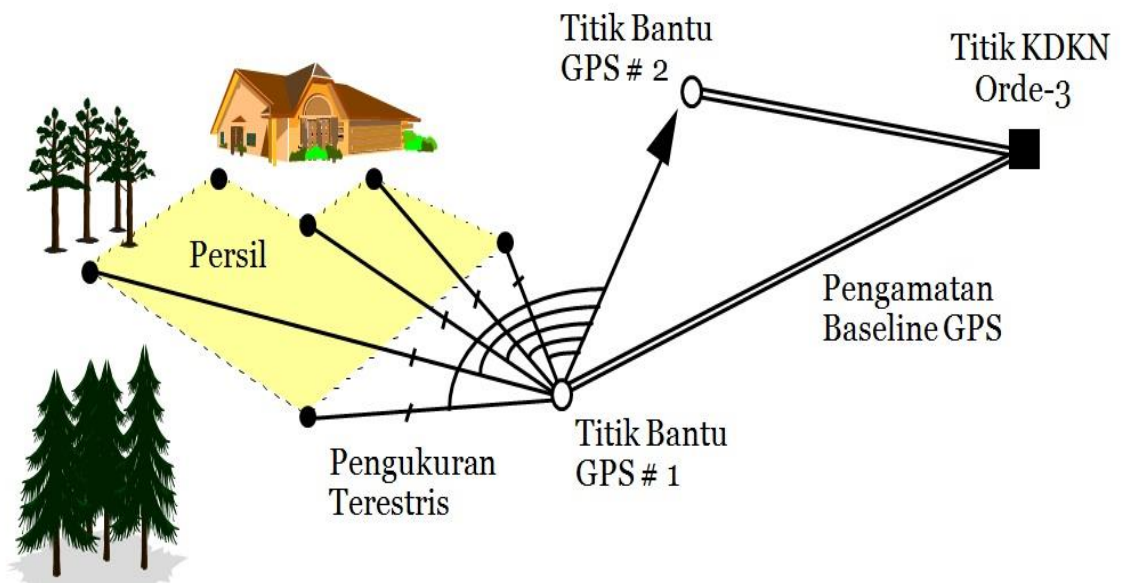 Titik Bantu
GPS # 2
Titik KDKN
Orde-3
Persil
Pengamatan
Baseline GPS
Titik Bantu
GPS # 1
Pengukuran
Terestris